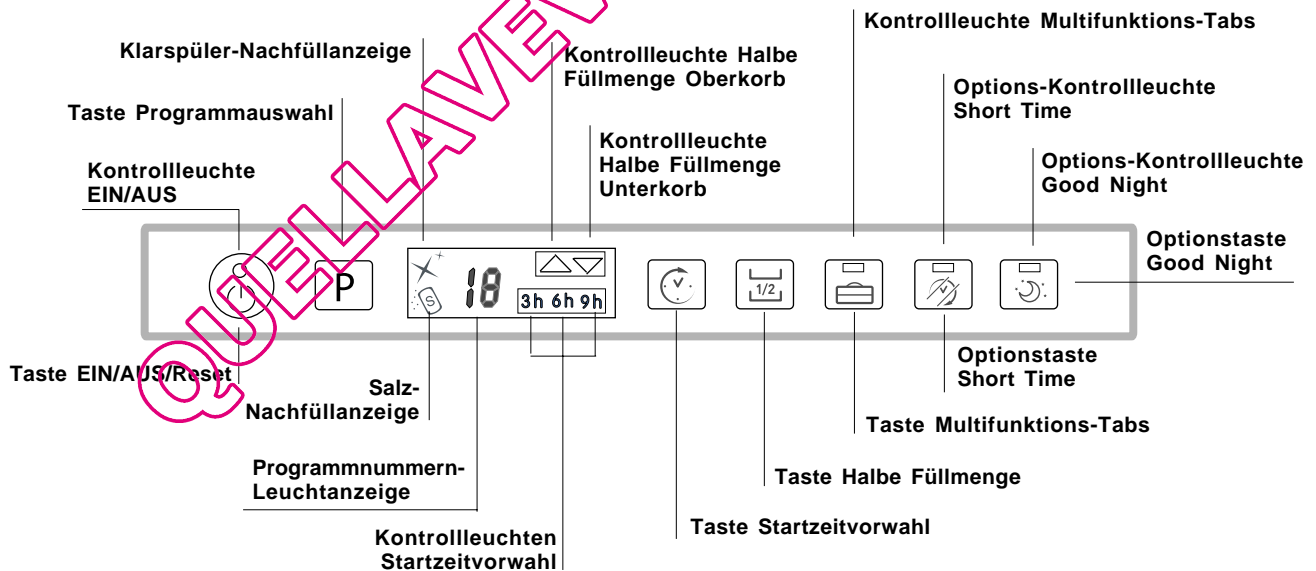 Kontrollleuchte Multifunktions-Tabs
Klarspüler-Nachfüllanzeige
Kontrollleuchte Halbe
Füllmenge Oberkorb
Options-Kontrollleuchte
Short Time
Taste Programmauswahl
Kontrollleuchte
Halbe Füllmenge
Unterkorb
Options-Kontrollleuchte
Good Night
Kontrollleuchte
EIN/AUS
Optionstaste
Good Night
P
S
18
3h 6h 9h
1/2
Taste EIN/AUS/Reset
Salz-
Nachfüllanzeige
Optionstaste
Short Time
Taste Multifunktions-Tabs
Programmnummern-
Leuchtanzeige
Taste Halbe Füllmenge
Taste Startzeitvorwahl
Kontrollleuchten
Startzeitvorwahl